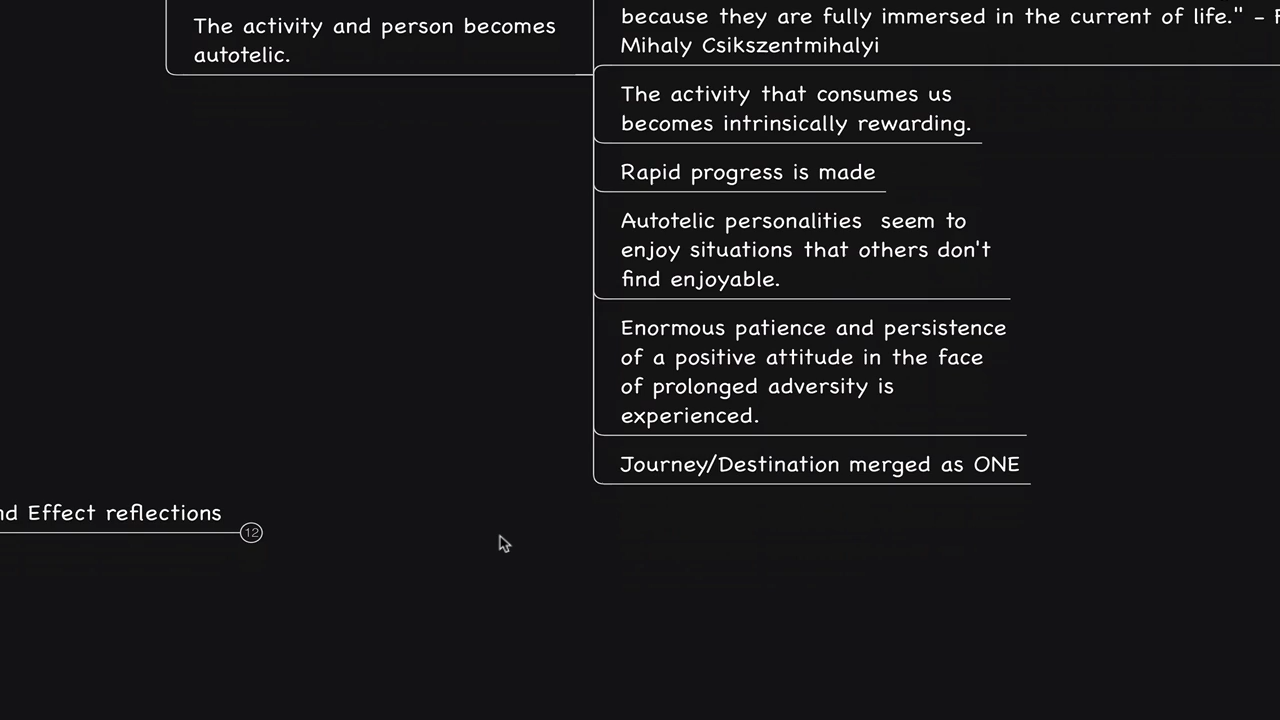 The activity and person becomes
autotelic.
because they are fully immersed in the current of life." –
Mihaly Csikszentmihalyi
The activity that consumes us
becomes intrinsically rewarding.
Rapid progress is made
Autotelic personalities  seem to
enjoy situations that others don't
find enjoyable.
Enormous patience and persistence
of a positive attitude in the face
of prolonged adversity is
experienced.
Journey/Destination merged as ONE
Effect reflections
12